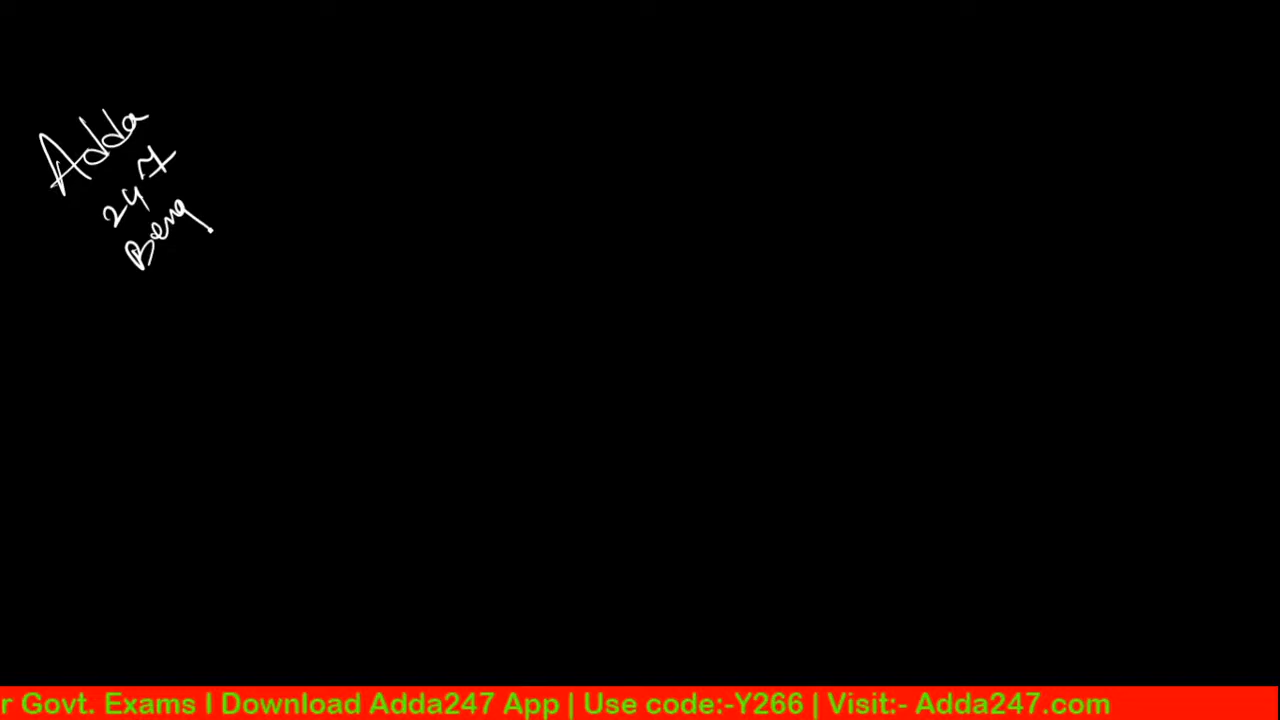 Adda
247
Beng
r Govt. Exams I Download Adda247 App | Use code:-Y266 | Visit:- Adda247.com